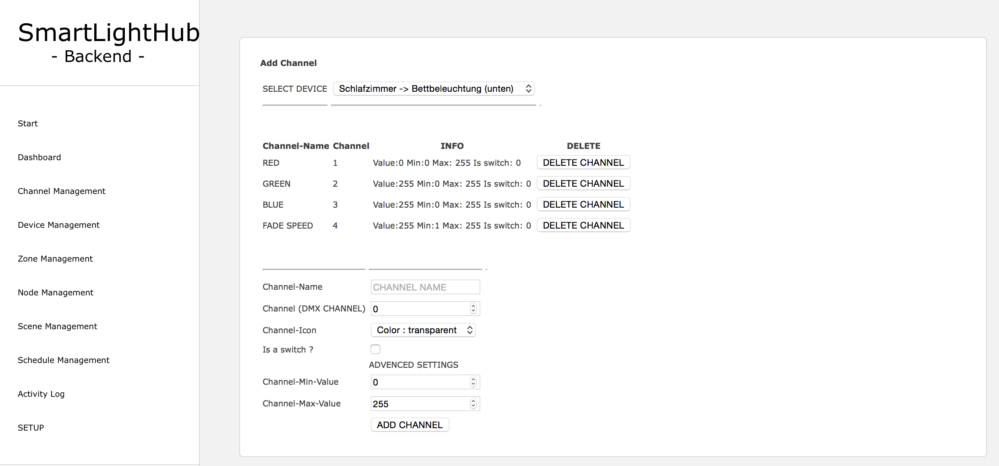 SmartLightHub
- Backend -
Start
Dashboard
Channel Management
Device Management
Zone Management
Node Management
Scene Management
Schedule Management
Activity Log
SETUP
Add Channel
SELECT DEVICE Schlafzimmer -> Bettbeleuchtung (unten)
Channel-Name Channel INFO DELETE
RED 1 Value:0 Min:0 Max: 255 Is switch: 0 DELETE CHANNEL
GREEN 2 Value:255 Min:0 Max: 255 Is switch: 0 DELETE CHANNEL
BLUE 3 Value:255 Min:0 Max: 255 Is switch: 0 DELETE CHANNEL
FADE SPEED 4 Value:255 Min:1 Max: 255 Is switch: 0 DELETE CHANNEL
Channel-Name CHANNEL NAME
Channel (DMX CHANNEL) 0
Channel-Icon Color : transparent
Is a switch ?
ADVENCED SETTINGS
Channel-Min-Value 0
Channel-Max-Value 255
ADD CHANNEL